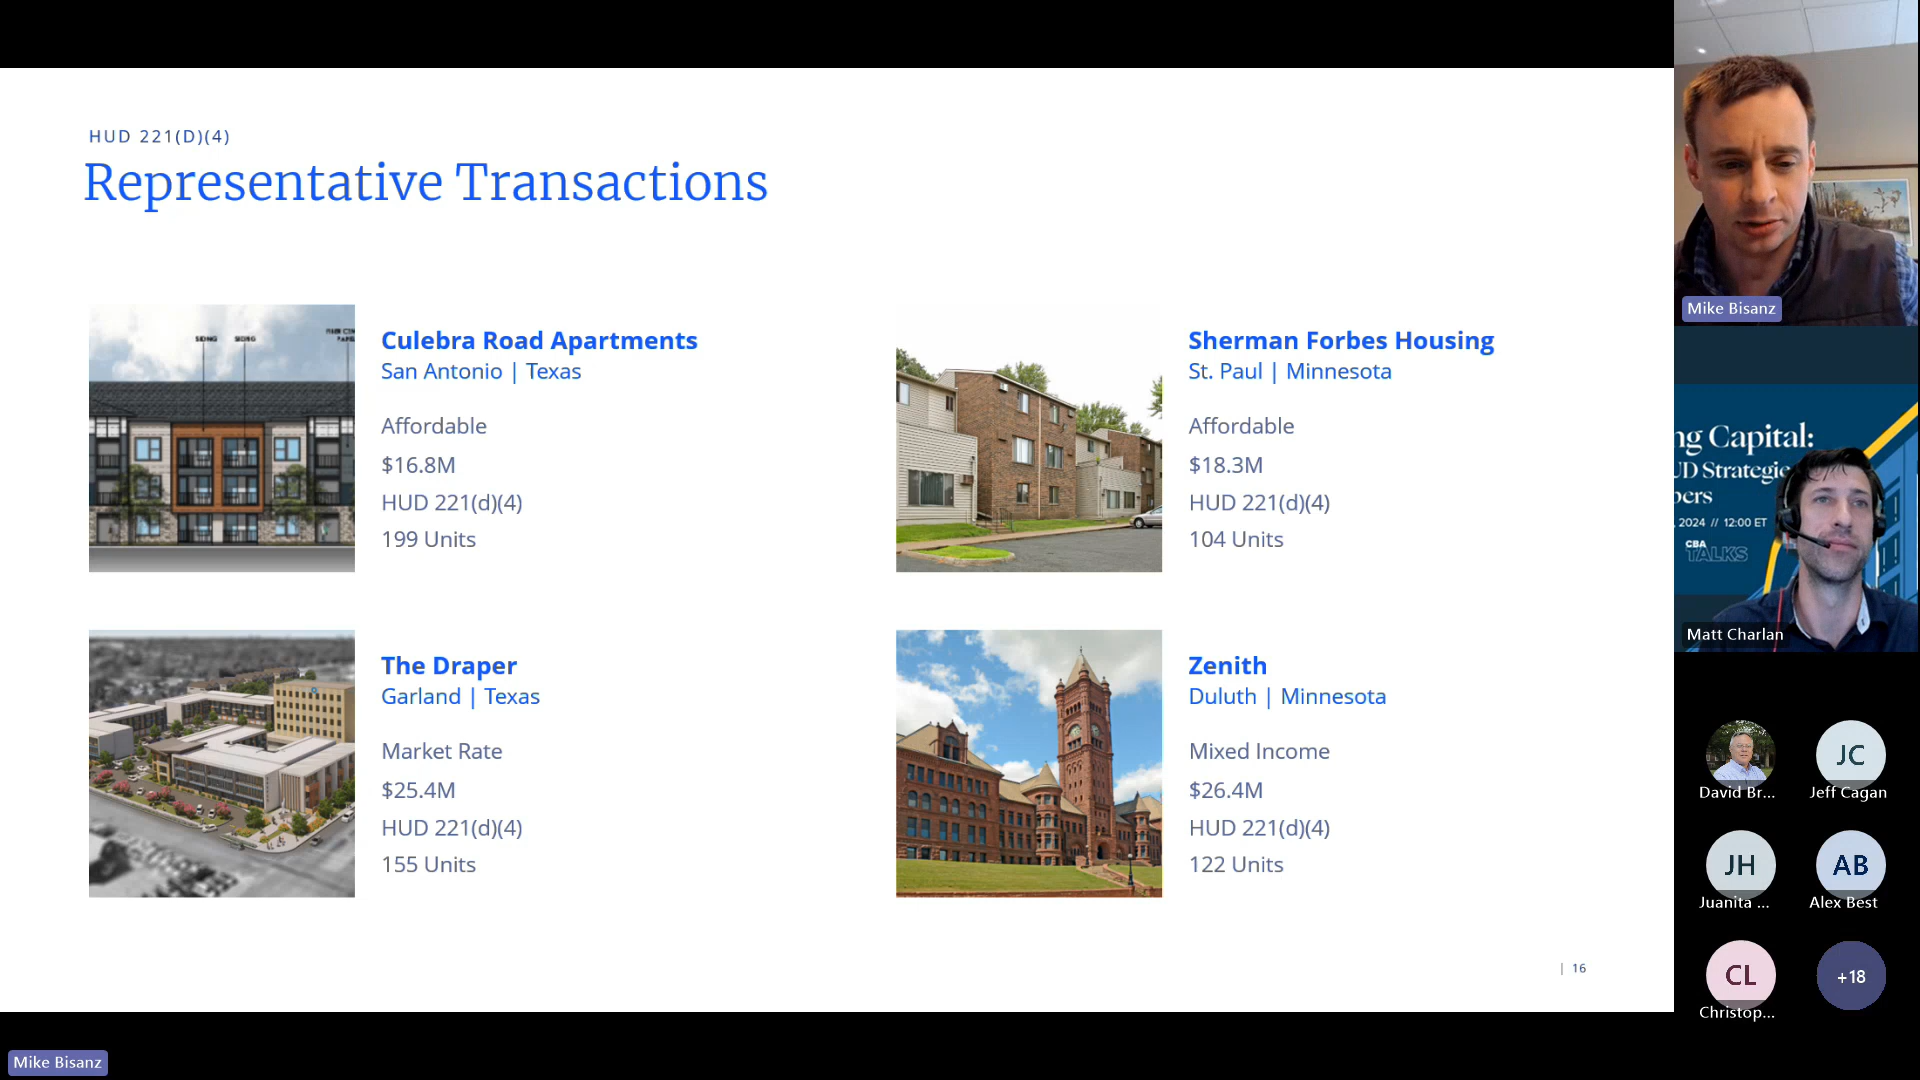 HUD 221(D)(4)
Representative Transactions
SIDING SIDING
Culebra Road Apartments
San Antonio | Texas
Affordable
$16.8M
HUD 221(d)(4)
199 Units
Sherman Forbes Housing
St. Paul | Minnesota
Affordable
$18.3M
HUD 221(d)(4)
104 Units
The Draper
Garland | Texas
Market Rate
$25.4M
HUD 221(d)(4)
155 Units
Zenith
Duluth | Minnesota
Mixed Income
$26.4M
HUD 221(d)(4)
122 Units
| 16
Mike Bisanz
Mike Bisanz
ng Capital:
UD Strategie
pers
2024 // 12:00 ET
CBA
TALKS
Matt Charlan
David Br...
JC
Jeff Cagan
JH
Juanita ...
AB
Alex Best
CL
Christop...
+18